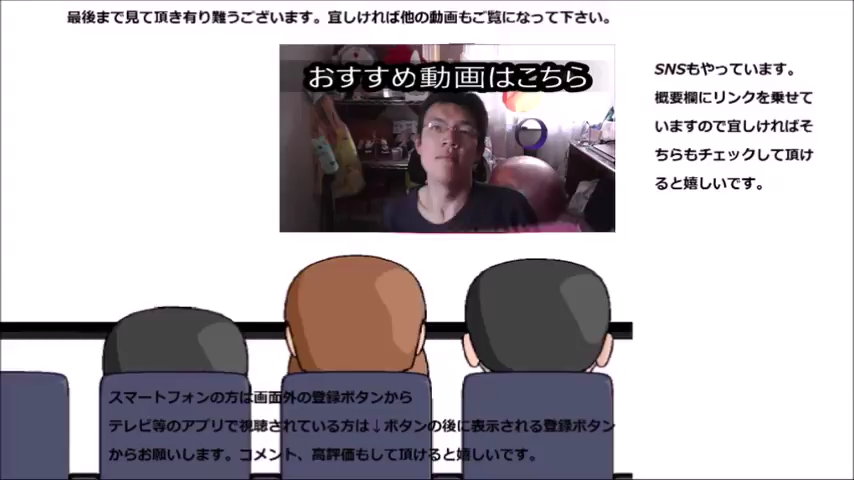 最後まで見て頂き有り難うございます。宜しければ他の動画もご覧になって下さい。
おすすめ動画はこちら
SNSもやっています。
概要欄にリンクを乗せて
いますので宜しければそ
ちらもチェックして頂け
ると嬉しいです。
スマートフォンの方は画面外の登録ボタンから
テレビ等のアプリで視聴されている方は↓ボタンの後に表示される登録ボタン
からお願いします。コメント、高評価もして頂けると嬉しいです。